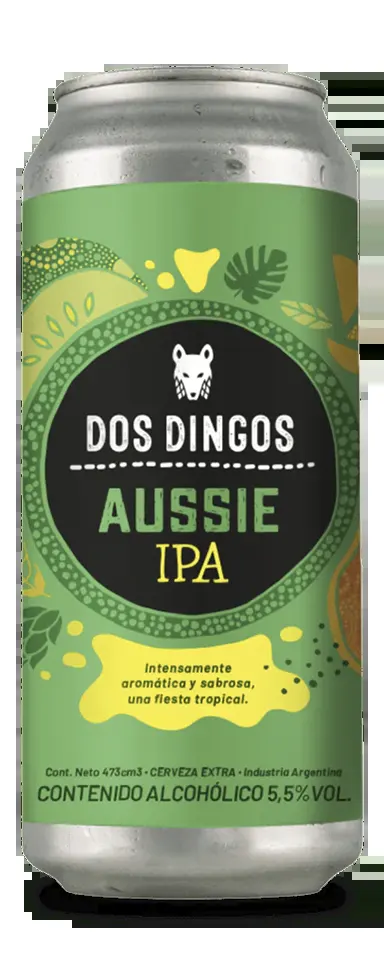 DOS DINGOS
AUSSIE
IPA
Intensamente
aromática y sabrosa,
una fiesta tropical.
Cont. Neto 473cm3 • CERVEZA EXTRA • Industria Argentina
CONTENIDO ALCOHÓLICO 5,5% VOL.